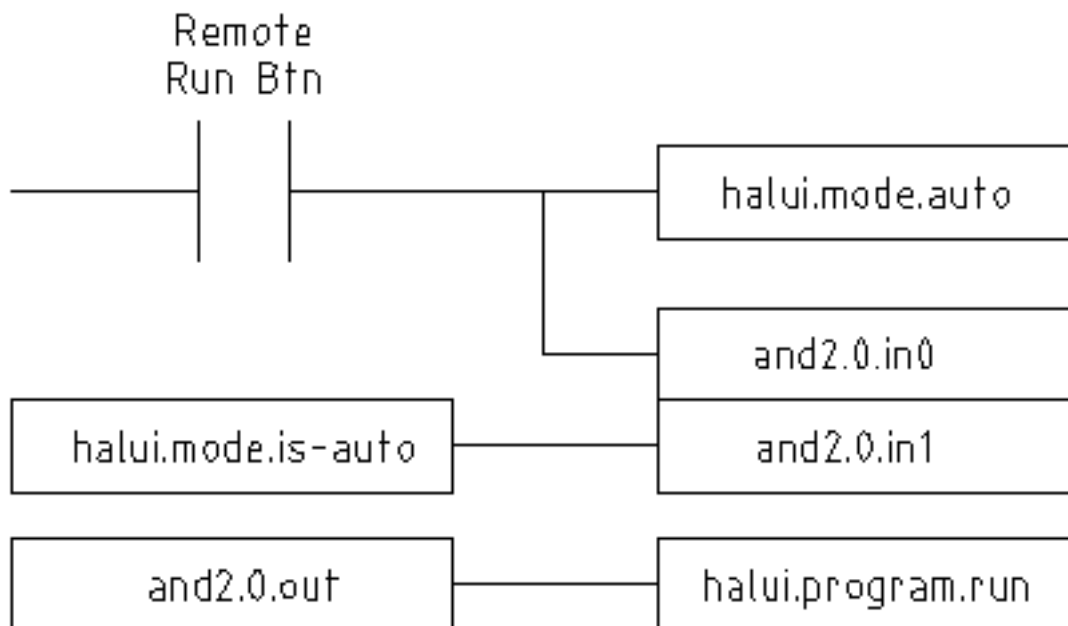 Remote
Run Btn
halui.mode.auto
and2.0.in0
halui.mode.is-auto
and2.0.in1
and2.0.out
halui.program.run